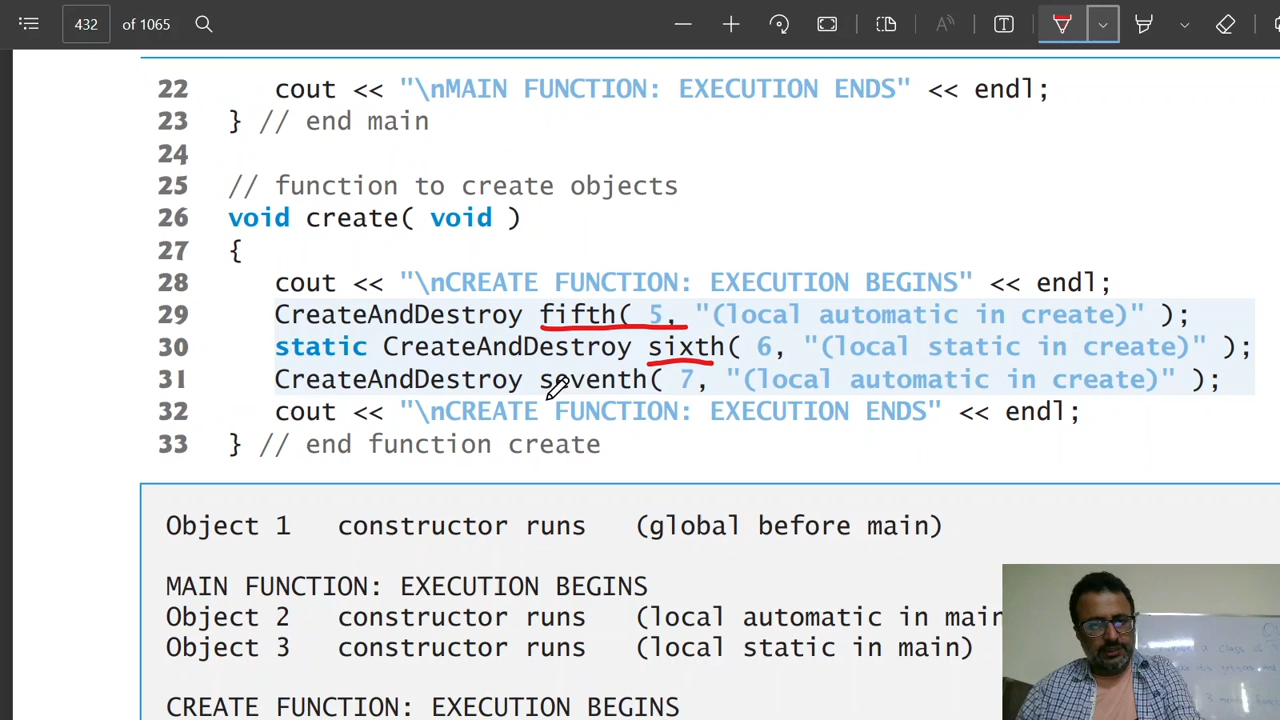 432 of 1065
22 cout << "\nMAIN FUNCTION: EXECUTION ENDS" << endl;
23 } // end main
24
25 // function to create objects
26 void create( void )
27 {
28 cout << "\nCREATE FUNCTION: EXECUTION BEGINS" << endl;
29 CreateAndDestroy fifth( 5, "(local automatic in create)" );
30 static CreateAndDestroy sixth( 6, "(local static in create)" );
31 CreateAndDestroy seventh( 7, "(local automatic in create)" );
32 cout << "\nCREATE FUNCTION: EXECUTION ENDS" << endl;
33 } // end function create
Object 1 constructor runs (global before main)
MAIN FUNCTION: EXECUTION BEGINS
Object 2 constructor runs (local automatic in main
Object 3 constructor runs (local static in main)
CREATE FUNCTION: EXECUTION BEGINS